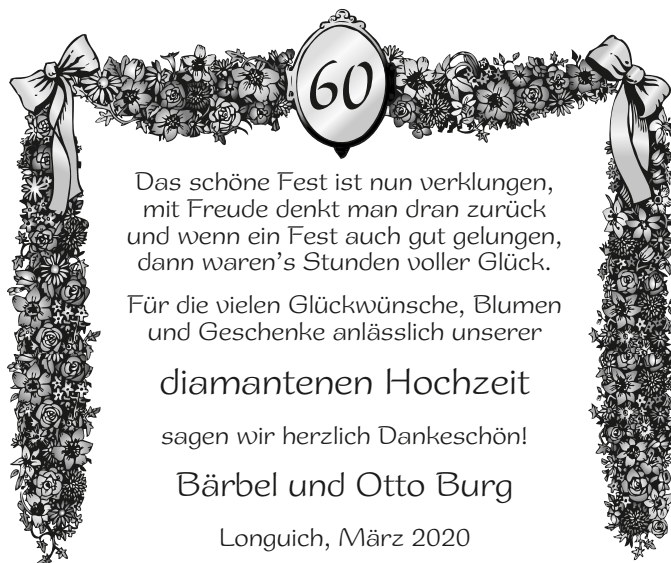 60
Das schöne Fest ist nun verklungen,
mit Freude denkt man dran zurück
und wenn ein Fest auch gut gelungen,
dann waren's Stunden voller Glück.
Für die vielen Glückwünsche, Blumen
und Geschenke anlässlich unserer
diamantenen Hochzeit
sagen wir herzlich Dankeschön!
Bärbel und Otto Burg
Longuich, März 2020